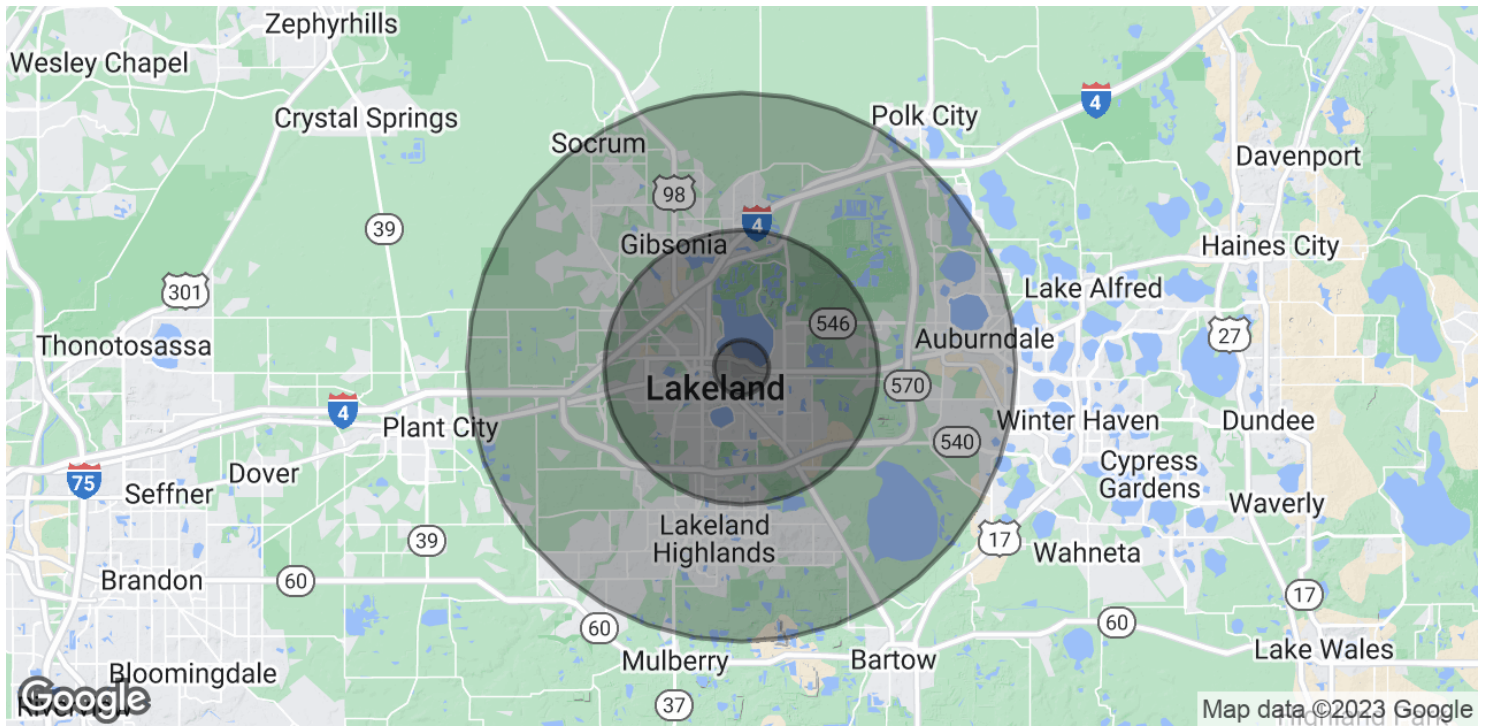 Zephyrhills
Wesley Chapel
4
Polk City
Crystal Springs
Socrum
Davenport
98
4
39
Gibsonia
Haines City
301
Lake Alfred
546
27
Thonotosassa
Auburndale
Lakeland
570
4
Plant City
Winter Haven
Dundee
540
75
Dover
Cypress
Gardens
Seffner
Waverly
Lakeland
Highlands
39
17
Wahneta
Brandon
60
17
60
60
Mulberry
Bartow
Lake Wales
Bloomingdale
Google
37
Map data ©2023 Google